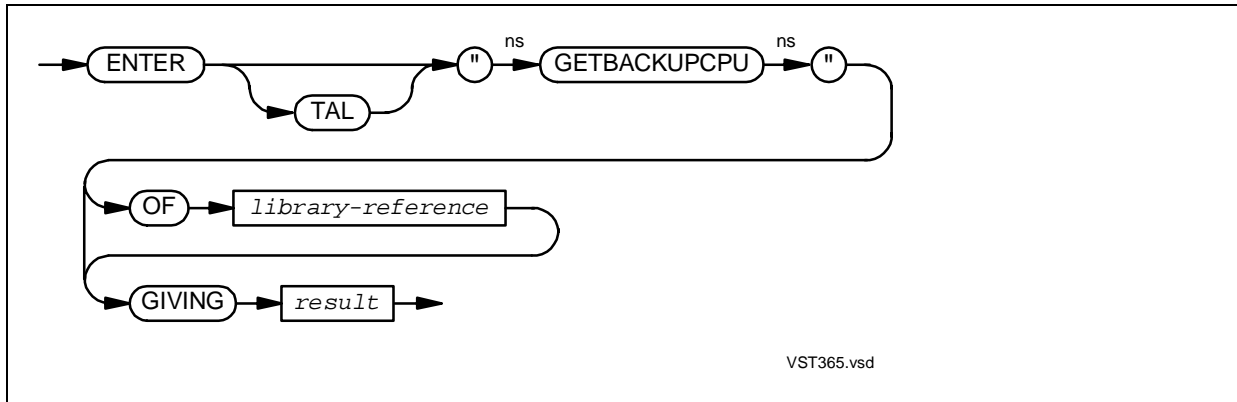 ENTER TAL " ns GETBACKUPCPU ns "
OF library-reference
GIVING result
VST365.vsd